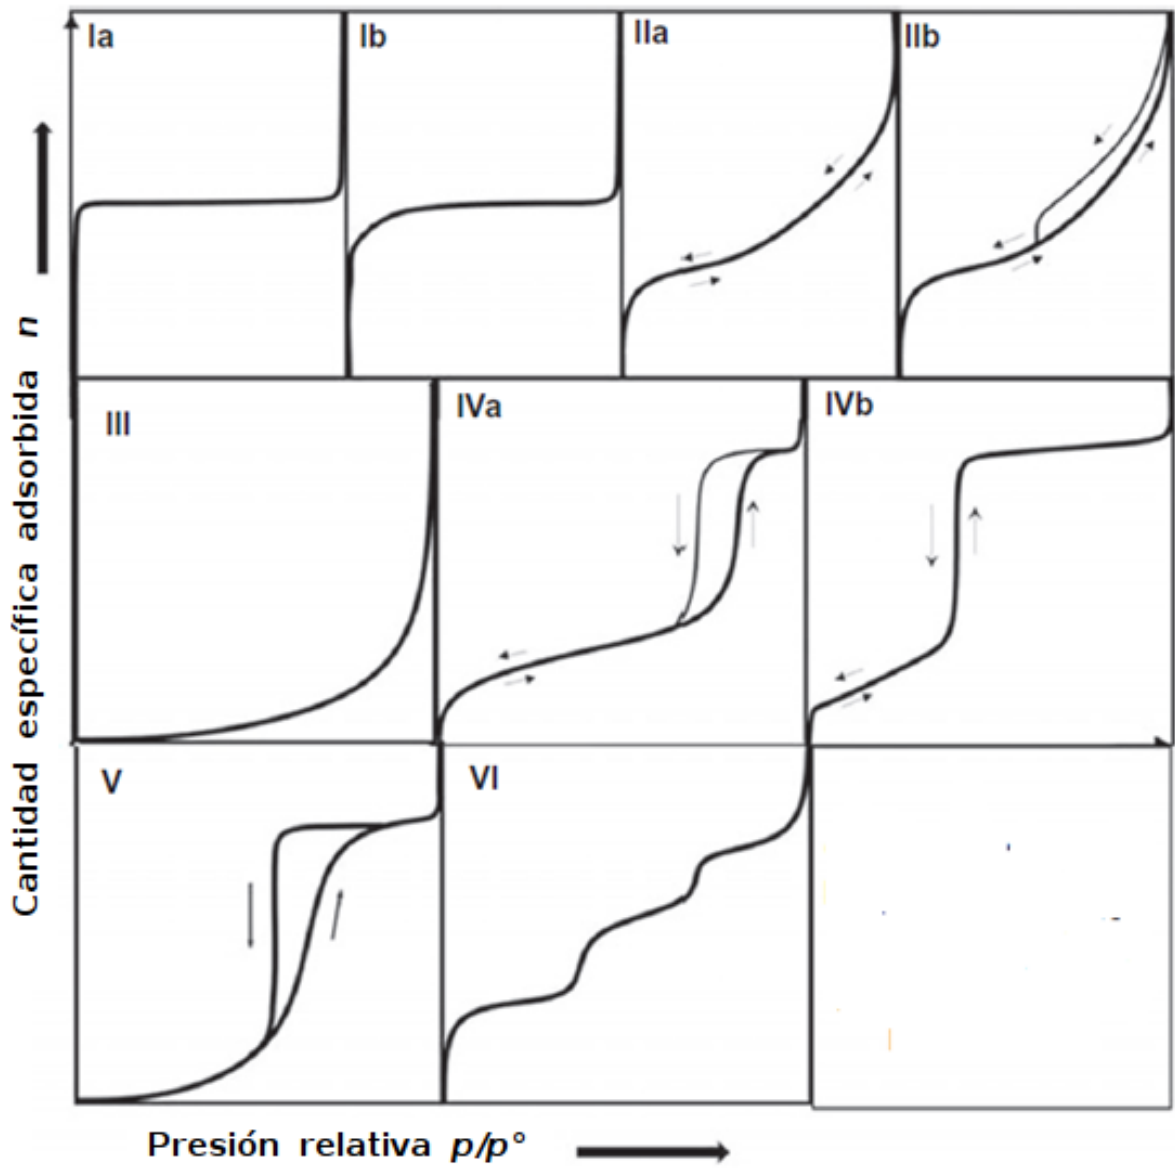 Ia
Ib
IIa
IIb
III
IVa
IVb
V
VI
Cantidad específica adsorbida n
Presión relativa p/p°